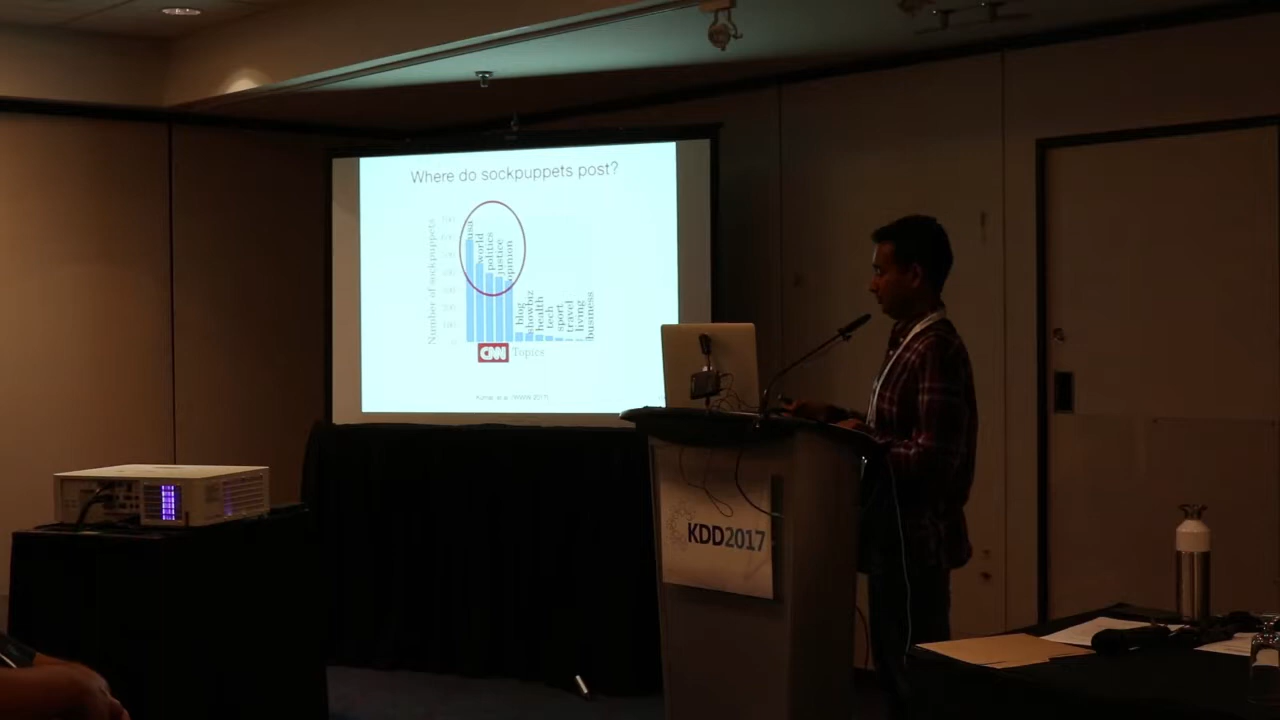 Where do sockpuppets post?
Number of sockpuppets
usa
world
politics
justice
opinion
blog
showbiz
health
tech
sport
travel
living
business
CNN Topics
KDD2017